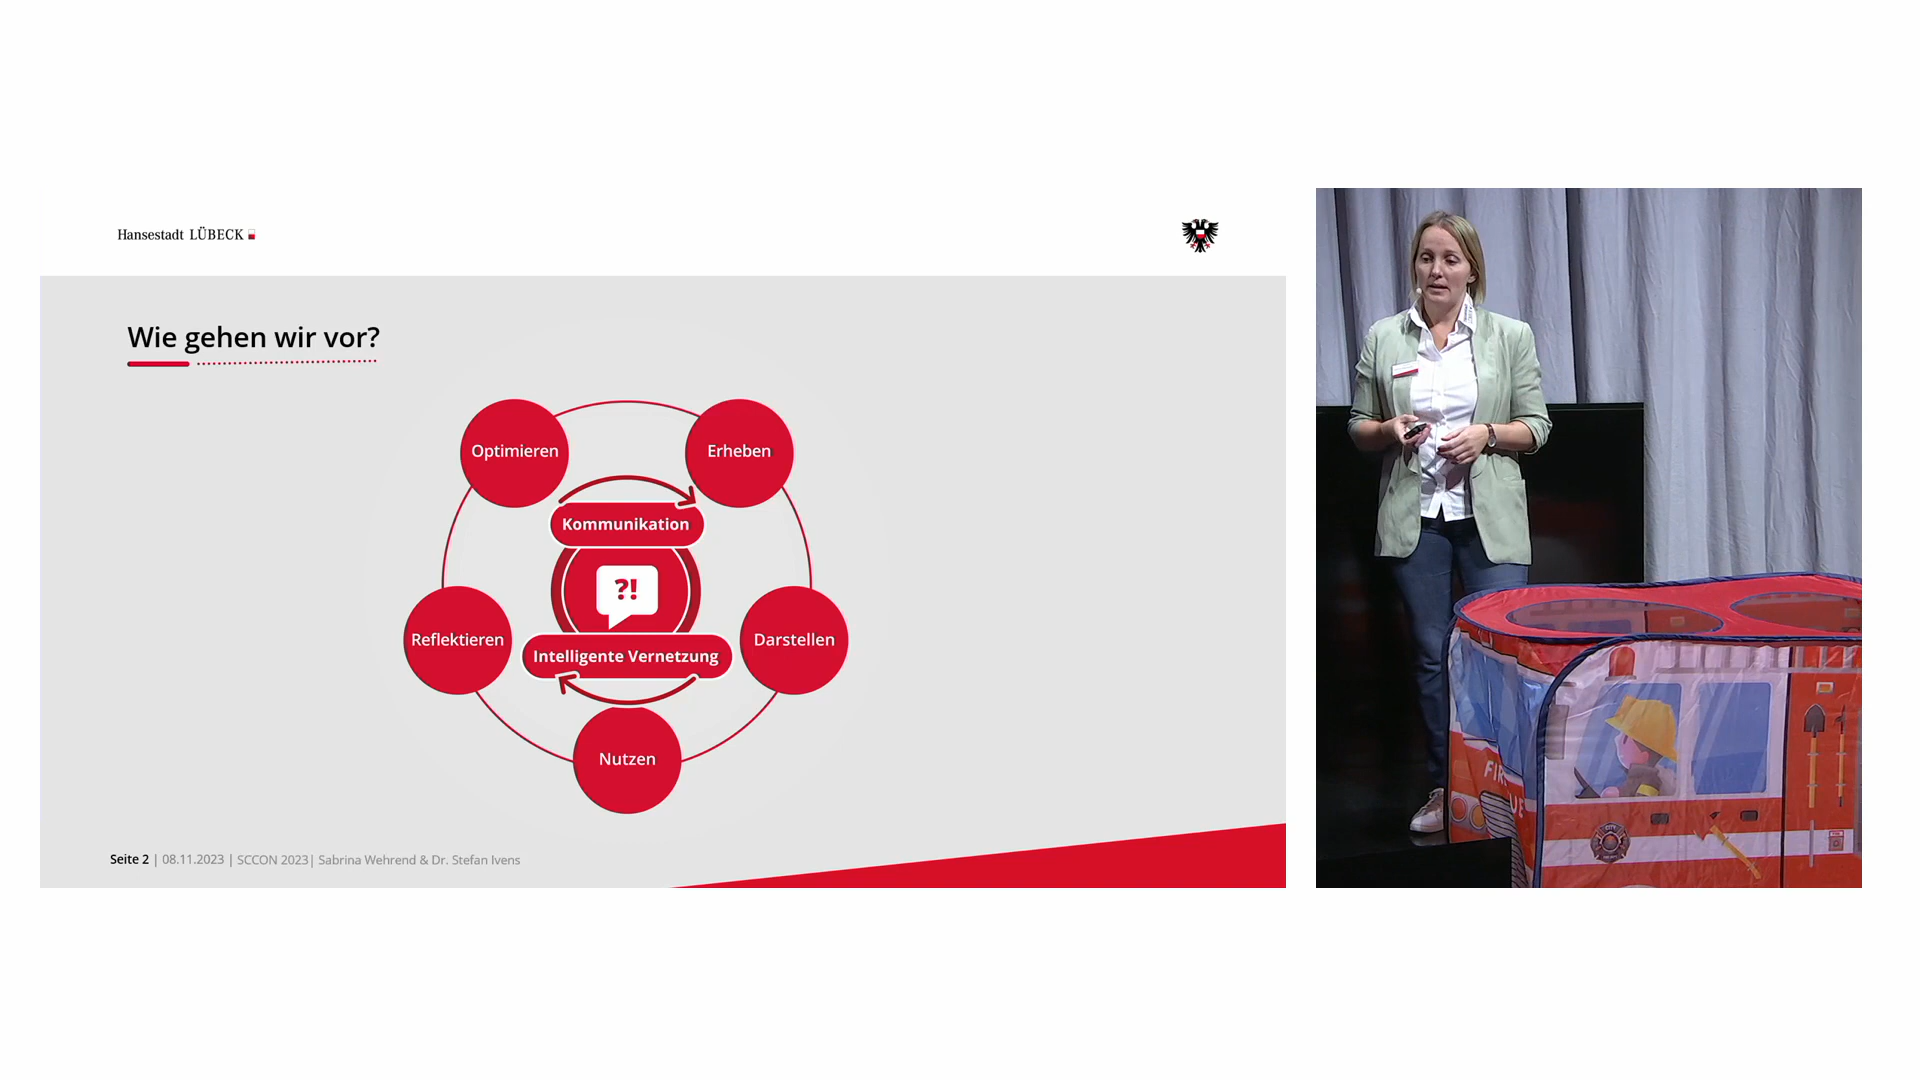 Hansestadt LÜBECK
Wie gehen wir vor?
Optimieren
Erheben
Kommunikation
?!
Reflektieren
Intelligente Vernetzung
Darstellen
Nutzen
Seite 2 | 08.11.2023 | SCCON 2023| Sabrina Wehrend & Dr. Stefan Ivens
CITY